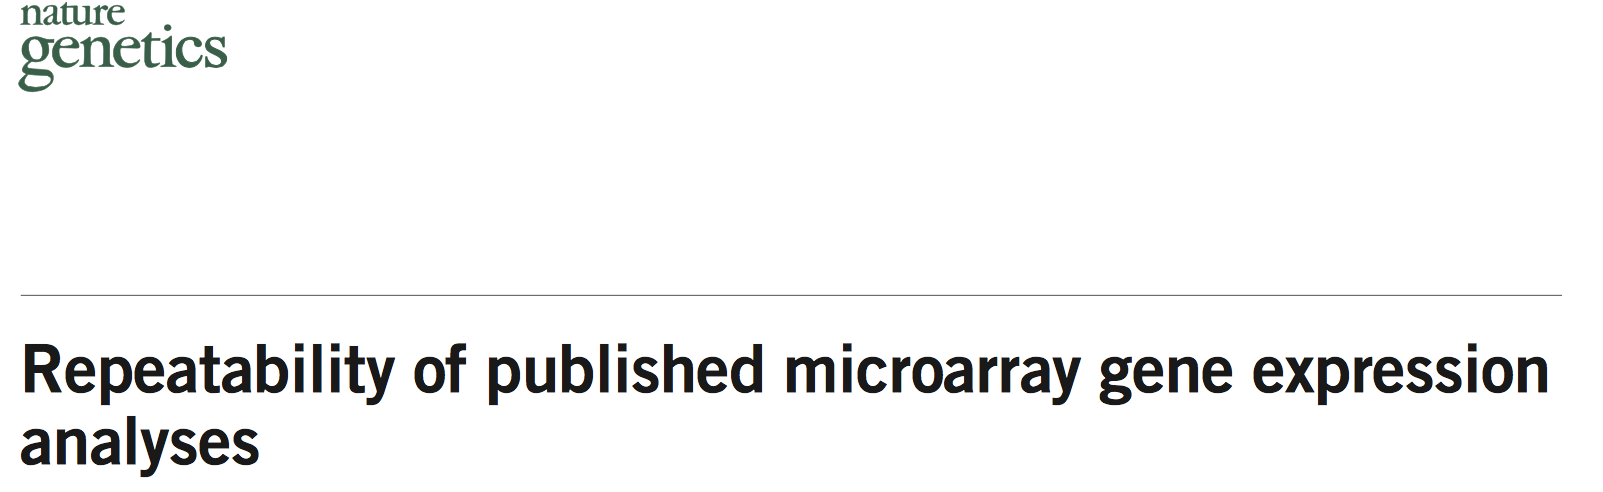 nature
genetics
Repeatability of published microarray gene expression
analyses